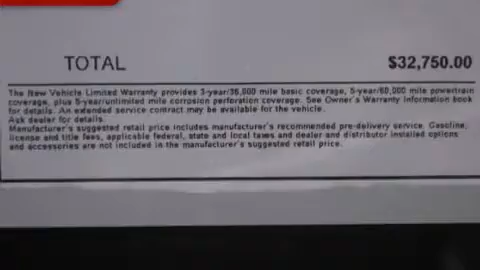 TOTAL $32,750.00
The New Vehicle Limited Warranty provides 3-year/36,000 mile basic coverage, 5-year/60,000 mile powertrain
coverage, plus 5-year/unlimited mile corrosion perforation coverage. See Owner's Warranty Information book
for details. An extended service contract may be available for the vehicle.
Ask dealer for details.
Manufacturer's suggested retail price includes manufacturer's recommended pre-delivery service. Gasoline,
license and title fees, applicable federal, state and local taxes and dealer and distributor installed options
and accessories are not included in the manufacturer's suggested retail price.